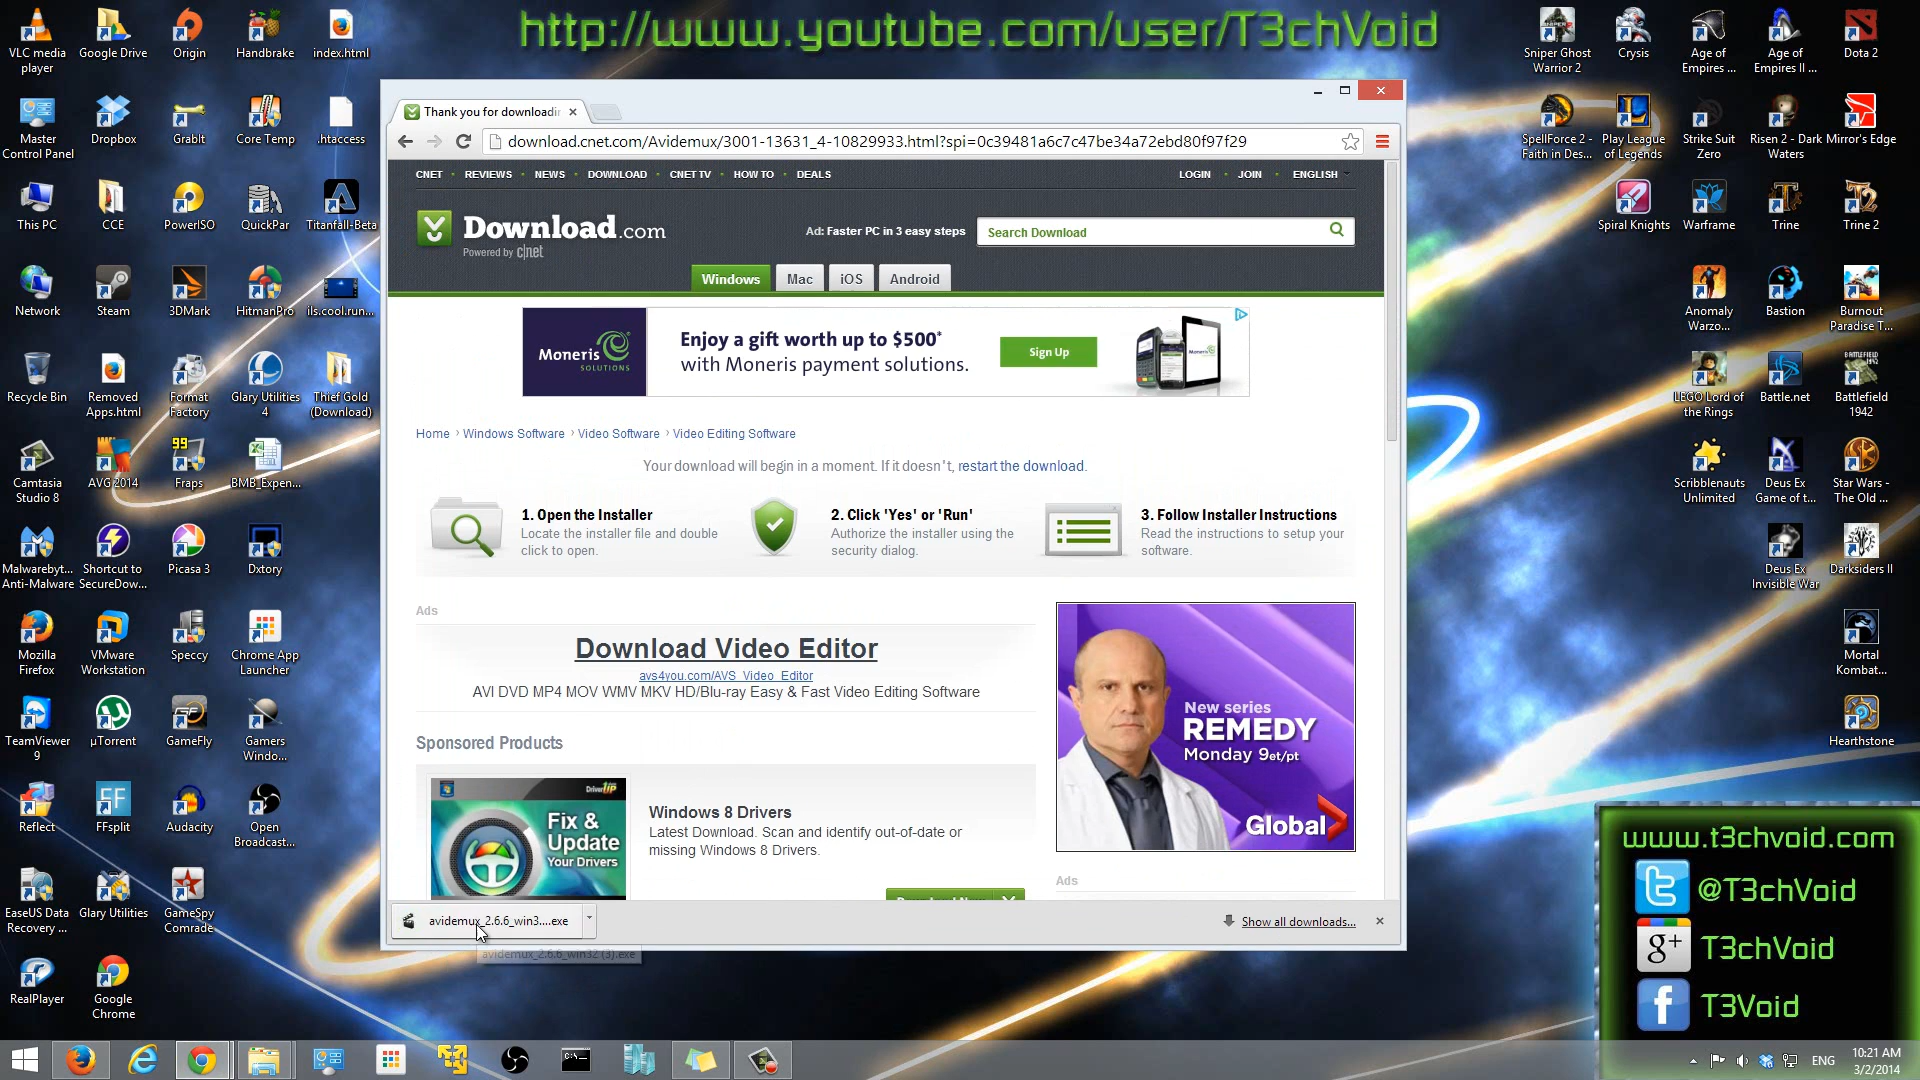 http://www.youtube.com/user/T3chVoid
VLC media player
Google Drive
Origin
Handbrake
index.html
Master Control Panel
Dropbox
GrabIt
Core Temp
.htaccess
This PC
CCE
PowerISO
QuickPar
Titanfall-Beta
Network
Steam
3DMark
HitmanPro
ils.cool.run...
Recycle Bin
Removed Apps.html
Format Factory
Glary Utilities 4
Thief Gold (Download)
Camtasia Studio 8
AVG 2014
99
Fraps
BMB_Expen...
Malwarebyt... Anti-Malware
Shortcut to SecureDow...
Picasa 3
Dxtory
Mozilla Firefox
VMware Workstation
Speccy
Chrome App Launcher
TeamViewer 9
µTorrent
GameFly
Gamers Windo...
Reflect
FFsplit
Audacity
Open Broadcast...
EaseUS Data Recovery ...
Glary Utilities
GameSpy Comrade
RealPlayer
Google Chrome
Thank you for downloadin
download.cnet.com/Avidemux/3001-13631_4-10829933.html?spi=0c39481a6c7c47be34a72ebd80f97f29
CNET • REVIEWS • NEWS • DOWNLOAD • CNET TV • HOW TO • DEALS
LOGIN • JOIN • ENGLISH
Download.com
Powered by c|net
Ad: Faster PC in 3 easy steps
Search Download
Windows
Mac
iOS
Android
Moneris SOLUTIONS
Enjoy a gift worth up to $500*
with Moneris payment solutions.
Sign Up
Home › Windows Software › Video Software › Video Editing Software
Your download will begin in a moment. If it doesn't, restart the download.
1. Open the Installer
Locate the installer file and double
click to open.
2. Click 'Yes' or 'Run'
Authorize the installer using the
security dialog.
3. Follow Installer Instructions
Read the instructions to setup your
software.
Ads
Download Video Editor
avs4you.com/AVS_Video_Editor
AVI DVD MP4 MOV WMV MKV HD/Blu-ray Easy & Fast Video Editing Software
Sponsored Products
DriverUP
Fix &
Update
Your Drivers
Windows 8 Drivers
Latest Download. Scan and identify out-of-date or
missing Windows 8 Drivers.
New series
REMEDY
Monday 9et/pt
Global
Ads
avidemux_2.6.6_win3....exe
Show all downloads...
avidemux_2.6.6_win32 (3).exe
Sniper Ghost Warrior 2
Crysis
Age of Empires ...
Age of Empires II ...
Dota 2
SpellForce 2 - Faith in Des...
Play League of Legends
Strike Suit Zero
Risen 2 - Dark Waters
Mirror's Edge
Spiral Knights
Warframe
Trine
Trine 2
Anomaly Warzo...
Bastion
Burnout Paradise T...
LEGO Lord of the Rings
Battle.net
Battlefield 1942
Scribblenauts Unlimited
Deus Ex Game of t...
Star Wars - The Old ...
Deus Ex Invisible War
Darksiders II
Mortal Kombat...
Hearthstone
www.t3chvoid.com
@T3chVoid
T3chVoid
T3Void
ENG
10:21 AM
3/2/2014